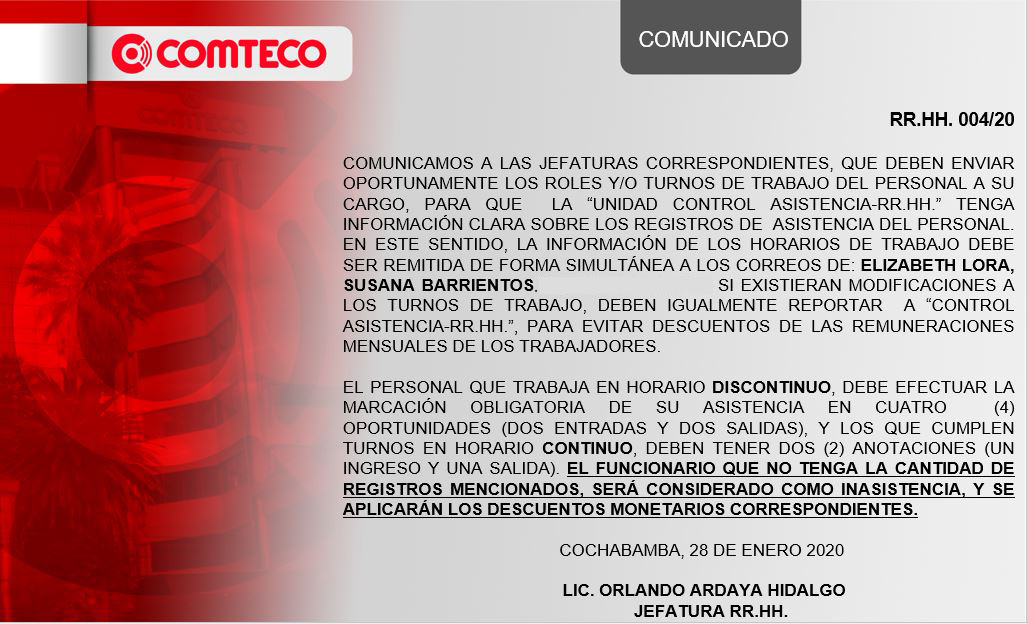 COMTECO
COMUNICADO
COMTECO
RR.HH. 004/20
COMUNICAMOS A LAS JEFATURAS CORRESPONDIENTES, QUE DEBEN ENVIAR
OPORTUNAMENTE LOS ROLES Y/O TURNOS DE TRABAJO DEL PERSONAL A SU
CARGO, PARA QUE LA “UNIDAD CONTROL ASISTENCIA-RR.HH.” TENGA
INFORMACIÓN CLARA SOBRE LOS REGISTROS DE ASISTENCIA DEL PERSONAL.
EN ESTE SENTIDO, LA INFORMACIÓN DE LOS HORARIOS DE TRABAJO DEBE
SER REMITIDA DE FORMA SIMULTÁNEA A LOS CORREOS DE: ELIZABETH LORA,
SUSANA BARRIENTOS. SI EXISTIERAN MODIFICACIONES A
LOS TURNOS DE TRABAJO, DEBEN IGUALMENTE REPORTAR A “CONTROL
ASISTENCIA-RR.HH.”, PARA EVITAR DESCUENTOS DE LAS REMUNERACIONES
MENSUALES DE LOS TRABAJADORES.
EL PERSONAL QUE TRABAJA EN HORARIO DISCONTINUO, DEBE EFECTUAR LA
MARCACIÓN OBLIGATORIA DE SU ASISTENCIA EN CUATRO (4)
OPORTUNIDADES (DOS ENTRADAS Y DOS SALIDAS), Y LOS QUE CUMPLEN
TURNOS EN HORARIO CONTINUO, DEBEN TENER DOS (2) ANOTACIONES (UN
INGRESO Y UNA SALIDA). EL FUNCIONARIO QUE NO TENGA LA CANTIDAD DE
REGISTROS MENCIONADOS, SERÁ CONSIDERADO COMO INASISTENCIA, Y SE
APLICARÁN LOS DESCUENTOS MONETARIOS CORRESPONDIENTES.
COCHABAMBA, 28 DE ENERO 2020
LIC. ORLANDO ARDAYA HIDALGO
JEFATURA RR.HH.